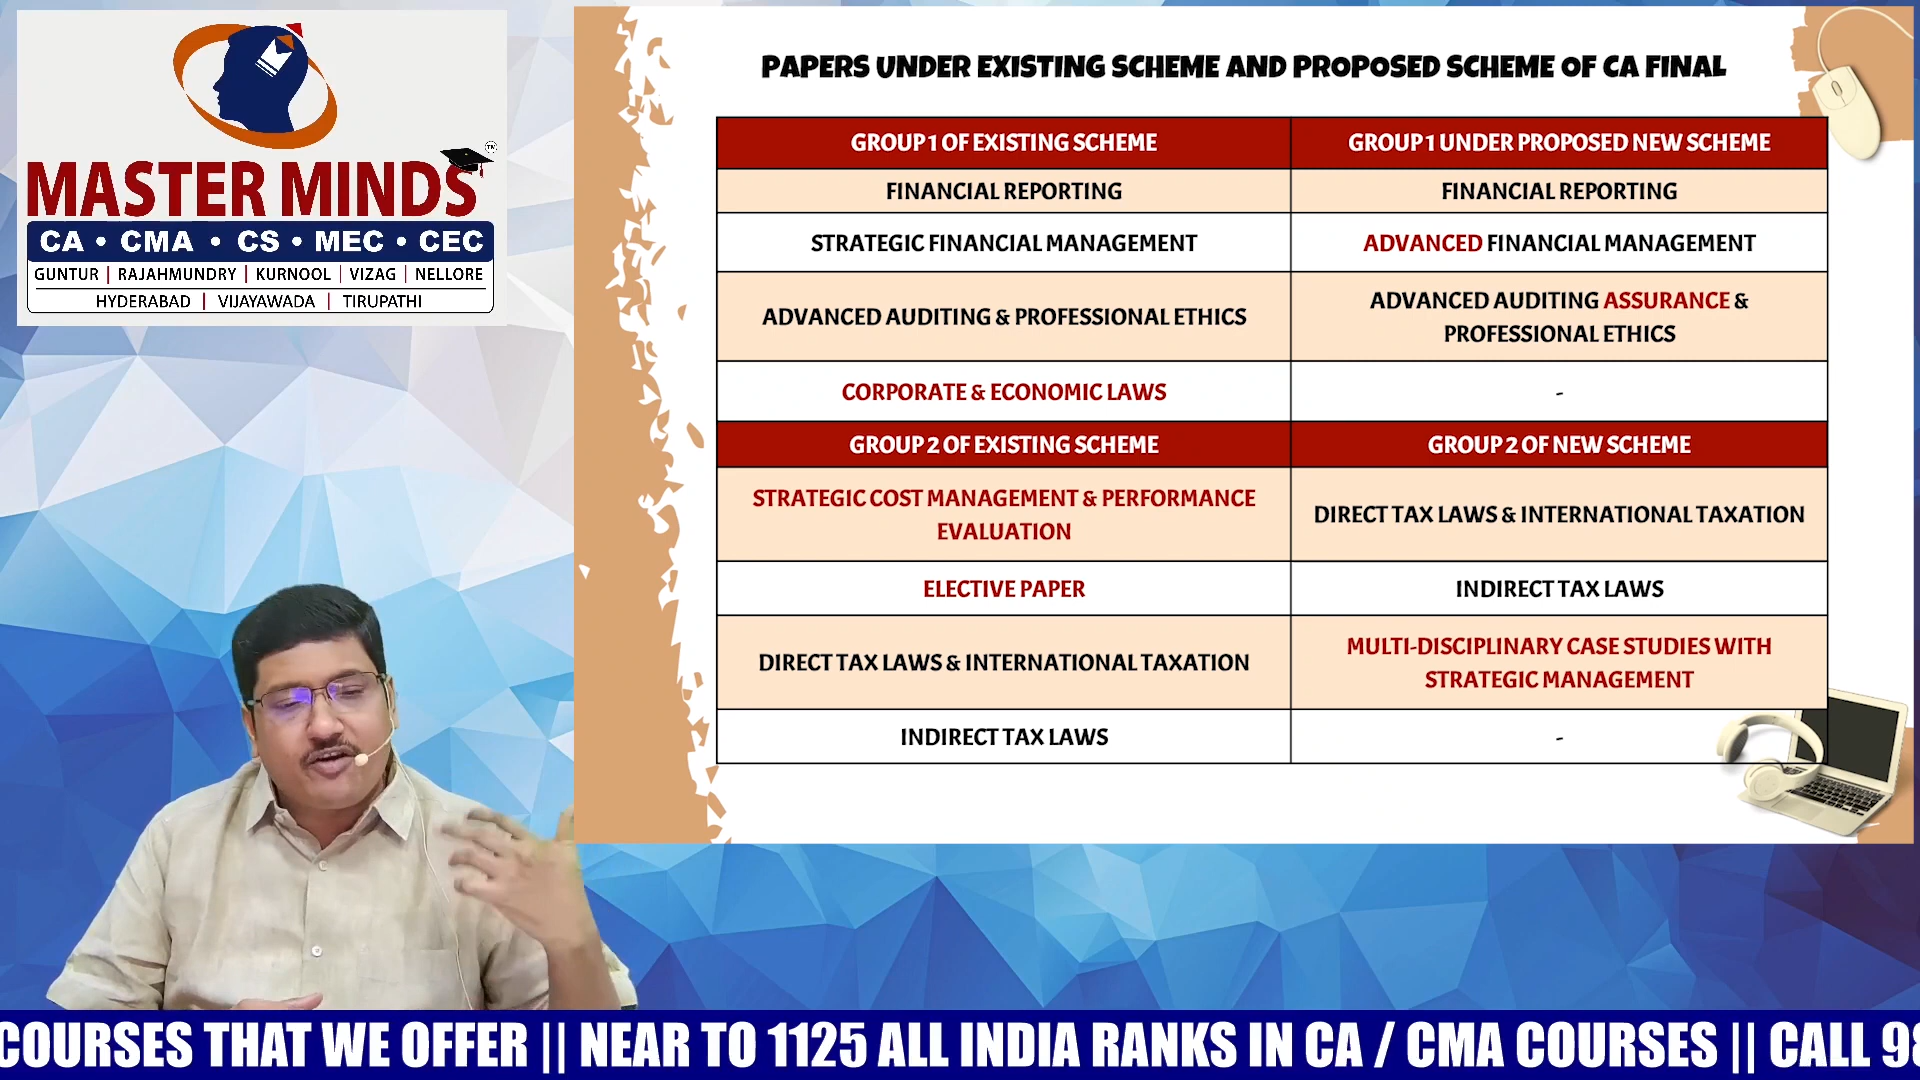 MASTER MINDS
TM
CA • CMA • CS • MEC • CEC
GUNTUR | RAJAHMUNDRY | KURNOOL | VIZAG | NELLORE
HYDERABAD | VIJAYAWADA | TIRUPATHI
PAPERS UNDER EXISTING SCHEME AND PROPOSED SCHEME OF CA FINAL
GROUP 1 OF EXISTING SCHEME
GROUP 1 UNDER PROPOSED NEW SCHEME
FINANCIAL REPORTING
FINANCIAL REPORTING
STRATEGIC FINANCIAL MANAGEMENT
ADVANCED FINANCIAL MANAGEMENT
ADVANCED AUDITING & PROFESSIONAL ETHICS
ADVANCED AUDITING ASSURANCE &
PROFESSIONAL ETHICS
CORPORATE & ECONOMIC LAWS
-
GROUP 2 OF EXISTING SCHEME
GROUP 2 OF NEW SCHEME
STRATEGIC COST MANAGEMENT & PERFORMANCE
EVALUATION
DIRECT TAX LAWS & INTERNATIONAL TAXATION
ELECTIVE PAPER
INDIRECT TAX LAWS
DIRECT TAX LAWS & INTERNATIONAL TAXATION
MULTI-DISCIPLINARY CASE STUDIES WITH
STRATEGIC MANAGEMENT
INDIRECT TAX LAWS
-
COURSES THAT WE OFFER || NEAR TO 1125 ALL INDIA RANKS IN CA / CMA COURSES || CALL 98